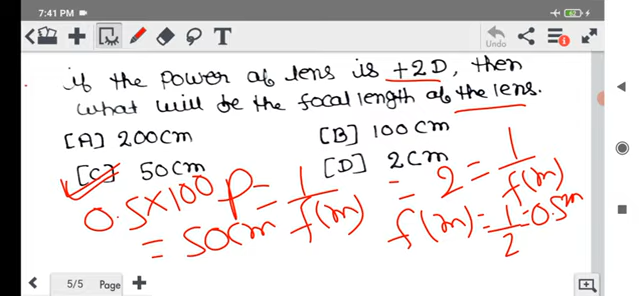 7:41 PM
62
T
Undo
if the power of lens is +2D, then
what will be the focal length of the lens.
[A] 200cm [B] 100cm
[C] 50cm [D] 2cm
0.5×100 P = 1/f(m) = 2 = 1/f(m)
= 50cm f(m) = 1/2 = 0.5m
5/5 Page